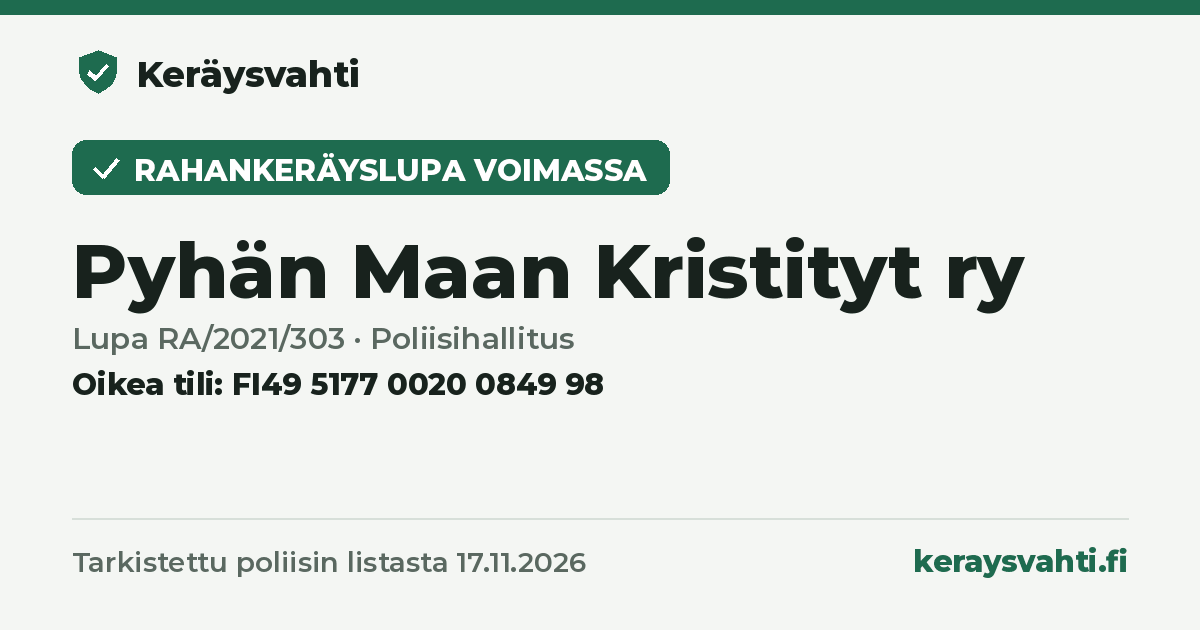 Keräysvahti
RAHANKERÄYSLUPA VOIMASSA
Pyhän Maan Kristityt ry
Lupa RA/2021/303 · Poliisihallitus
Oikea tili: FI49 5177 0020 0849 98
Tarkistettu poliisin listasta 17.11.2026
keraysvahti.fi